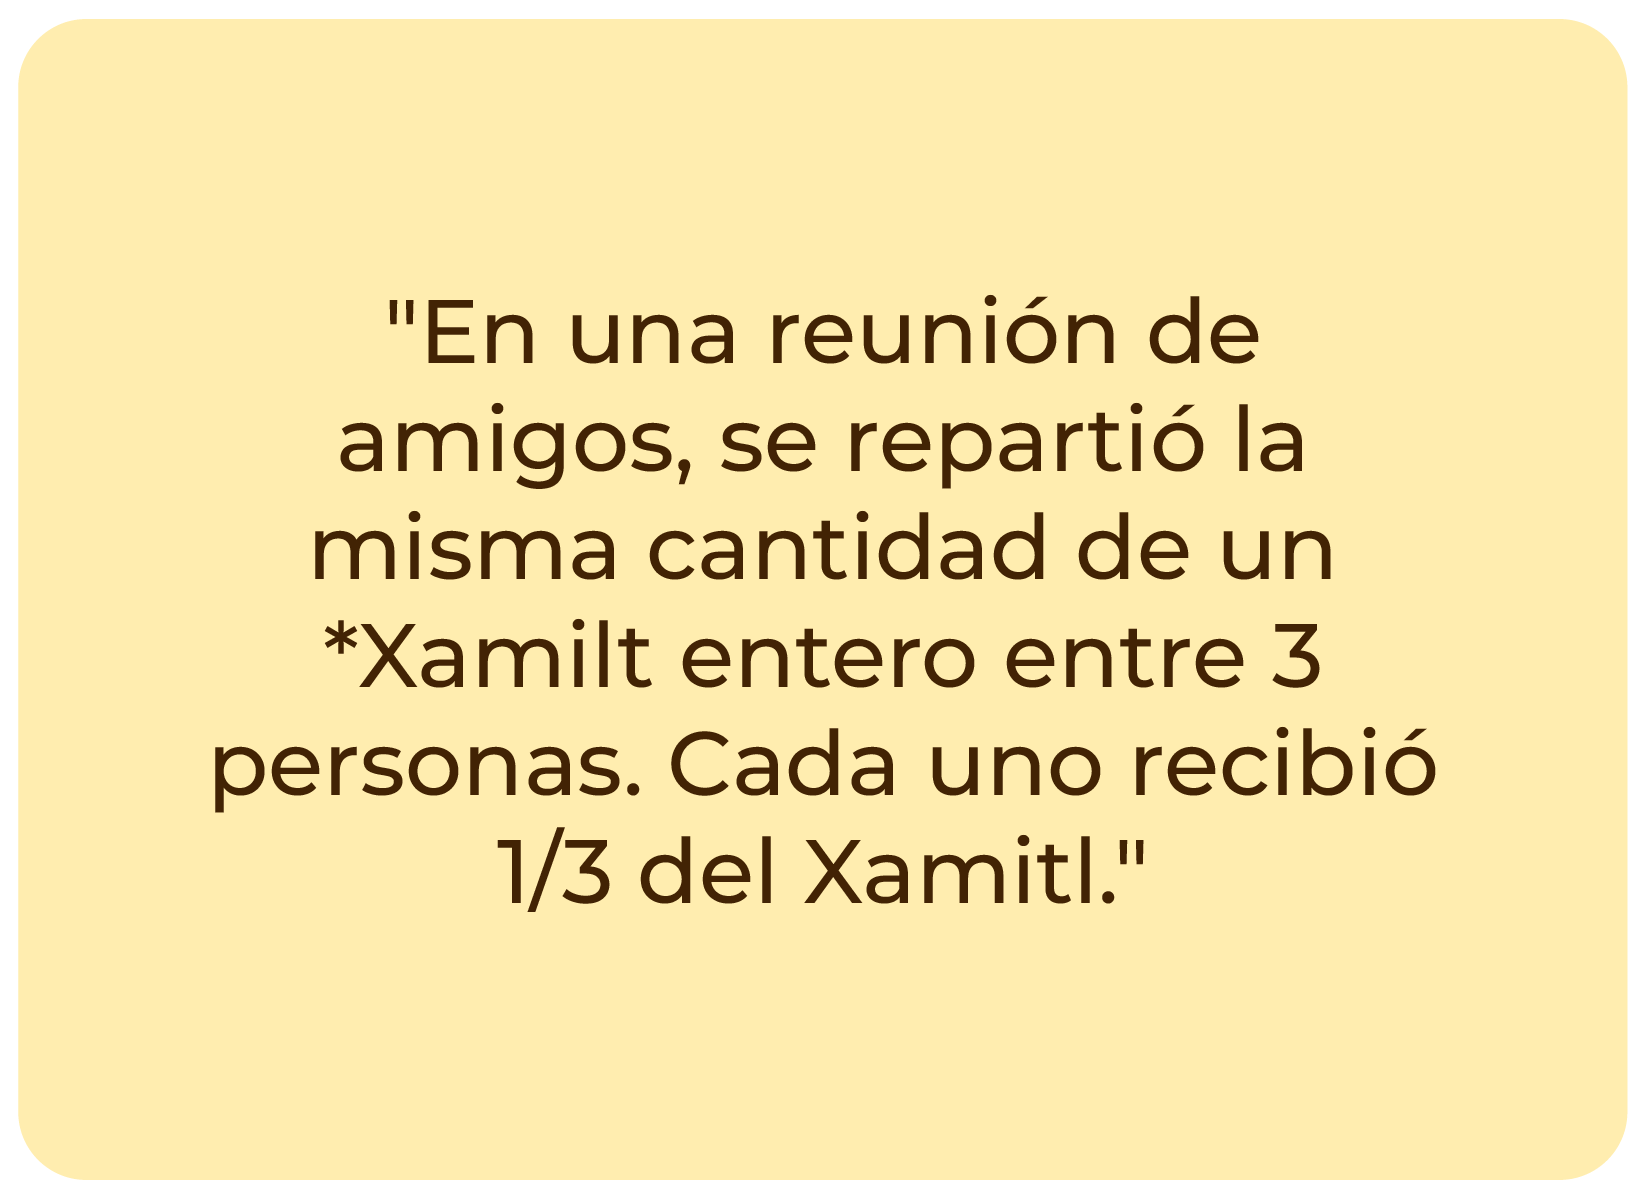 "En una reunión de
amigos, se repartió la
misma cantidad de un
*Xamilt entero entre 3
personas. Cada uno recibió
1/3 del Xamitl."